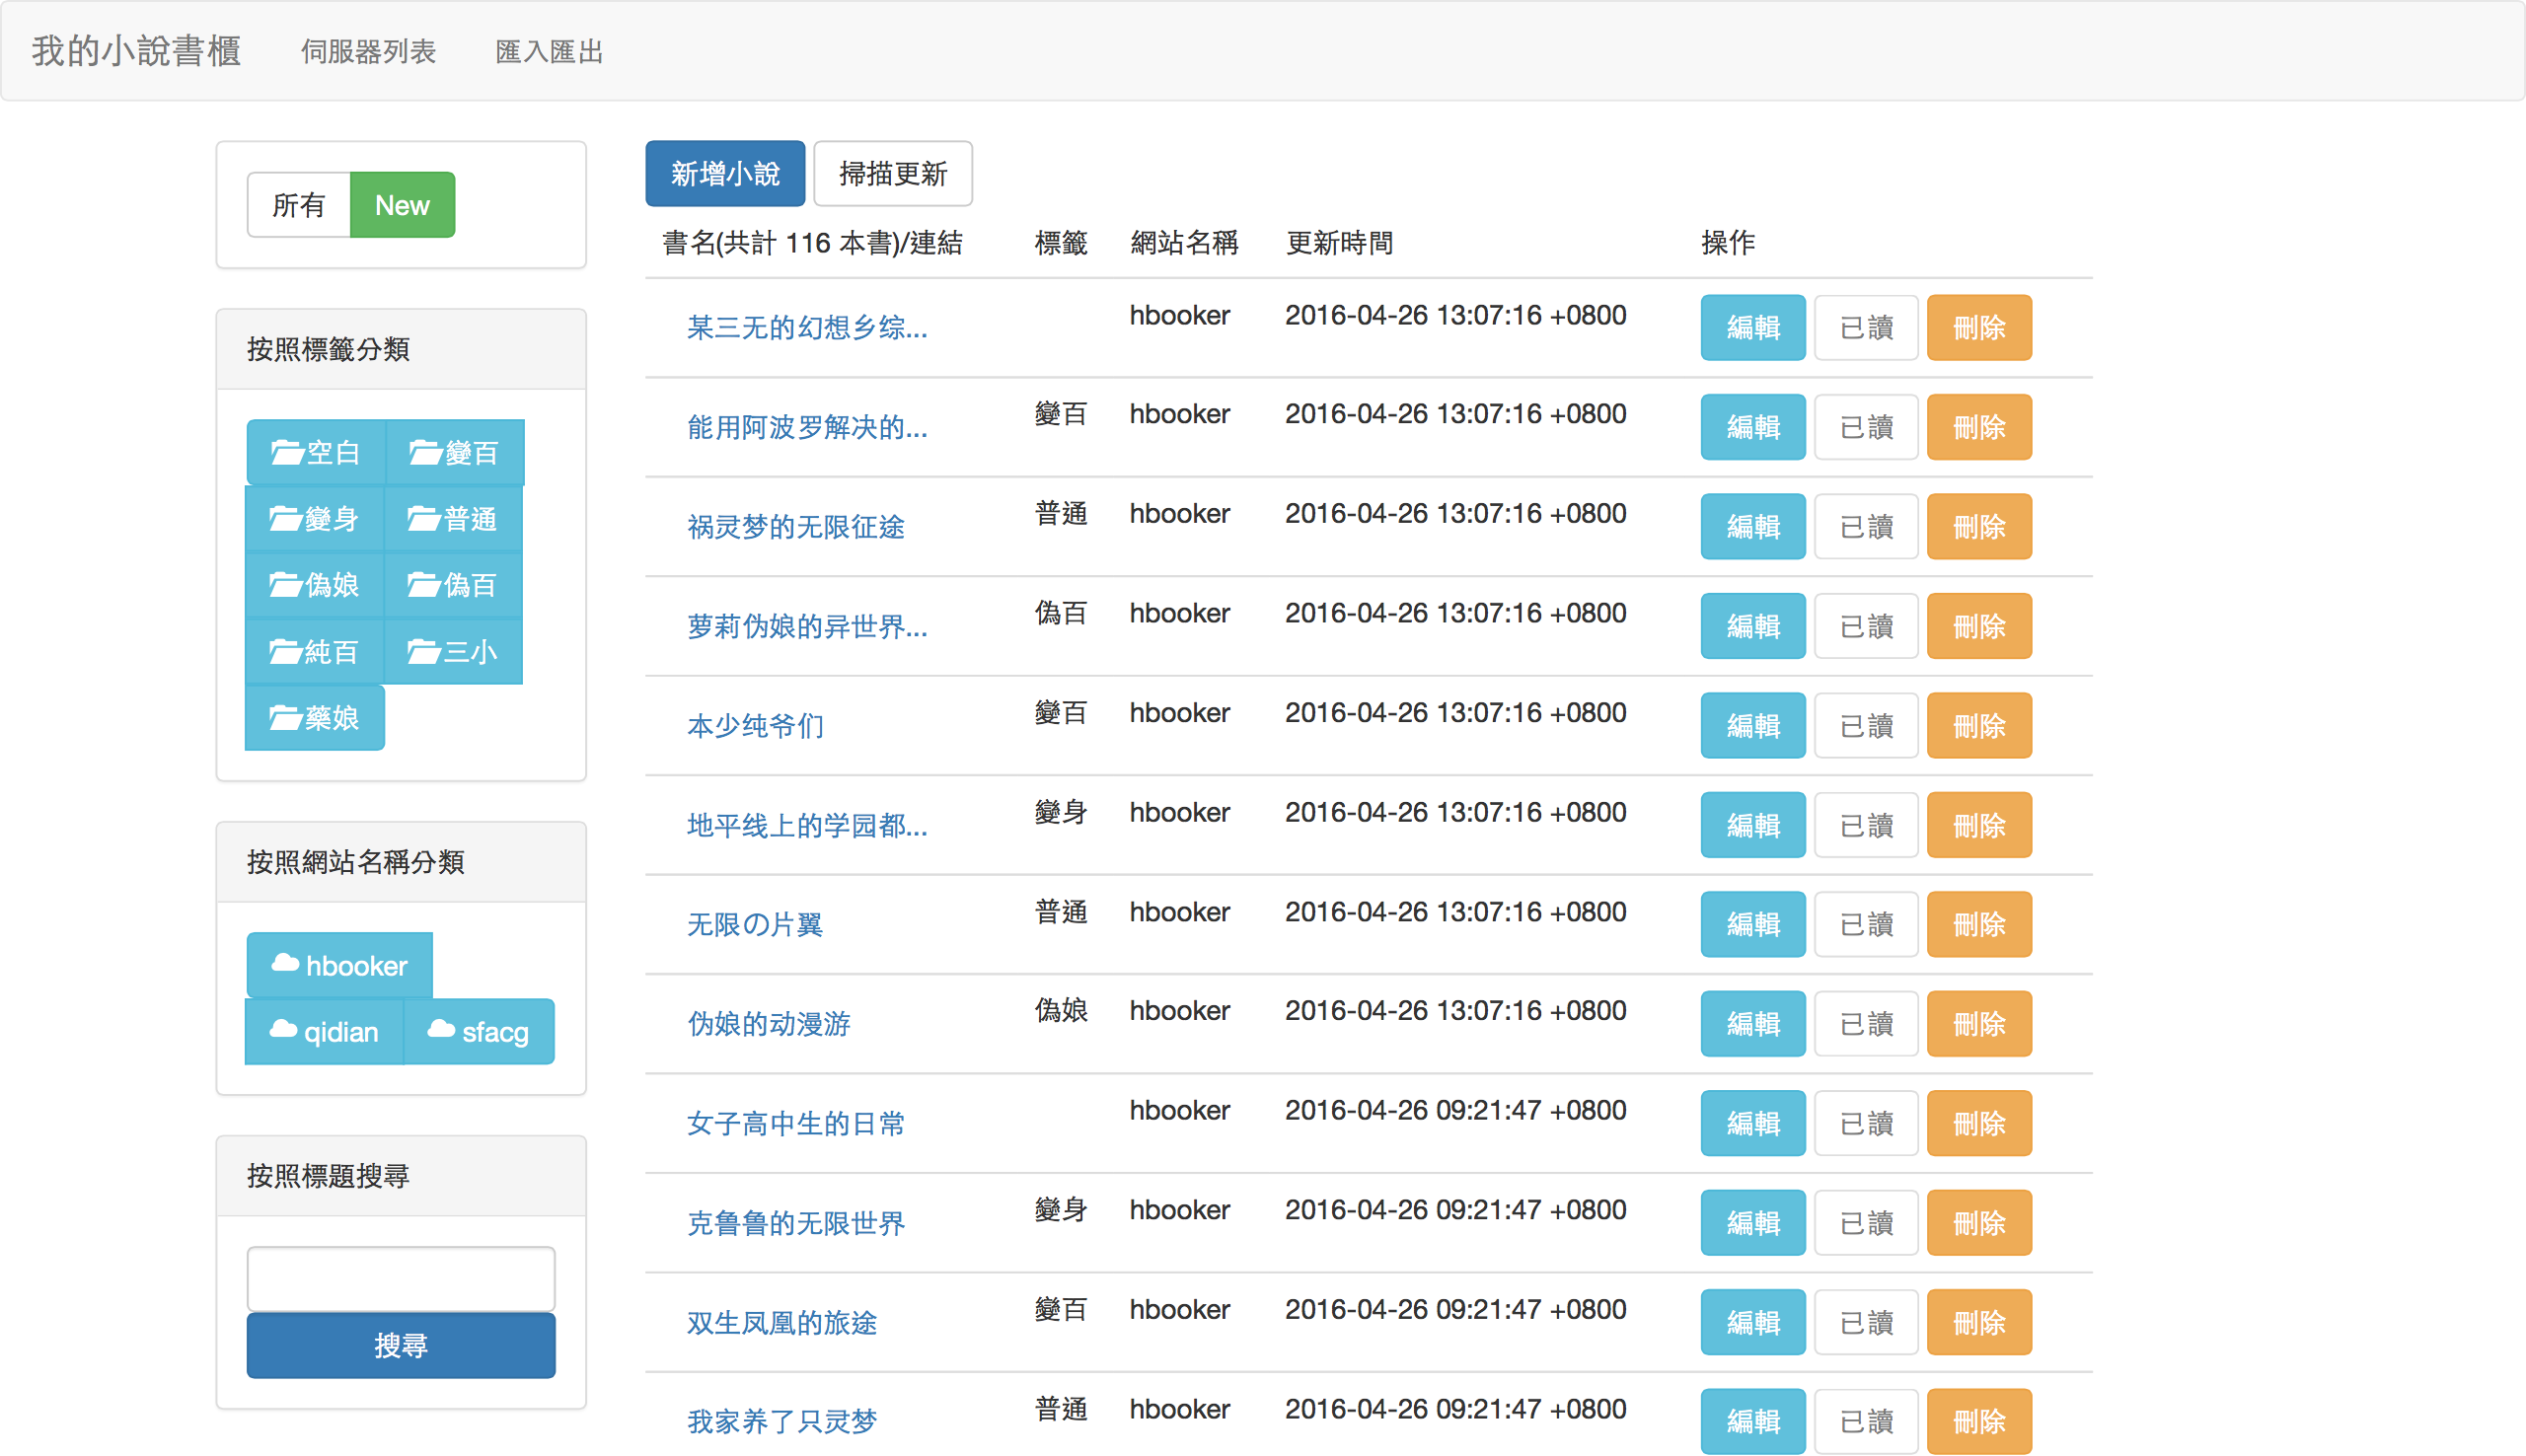 我的小說書櫃 伺服器列表 匯入匯出
所有 New
按照標籤分類
空白 變百
變身 普通
偽娘 偽百
純百 三小
藥娘
按照網站名稱分類
hbooker
qidian sfacg
按照標題搜尋
搜尋
新增小說 掃描更新
書名(共計 116 本書)/連結 標籤 網站名稱 更新時間 操作
某三无的幻想乡综... hbooker 2016-04-26 13:07:16 +0800 編輯 已讀 刪除
能用阿波罗解决的... 變百 hbooker 2016-04-26 13:07:16 +0800 編輯 已讀 刪除
祸灵梦的无限征途 普通 hbooker 2016-04-26 13:07:16 +0800 編輯 已讀 刪除
萝莉伪娘的异世界... 偽百 hbooker 2016-04-26 13:07:16 +0800 編輯 已讀 刪除
本少纯爷们 變百 hbooker 2016-04-26 13:07:16 +0800 編輯 已讀 刪除
地平线上的学园都... 變身 hbooker 2016-04-26 13:07:16 +0800 編輯 已讀 刪除
无限の片翼 普通 hbooker 2016-04-26 13:07:16 +0800 編輯 已讀 刪除
伪娘的动漫游 偽娘 hbooker 2016-04-26 13:07:16 +0800 編輯 已讀 刪除
女子高中生的日常 hbooker 2016-04-26 09:21:47 +0800 編輯 已讀 刪除
克鲁鲁的无限世界 變身 hbooker 2016-04-26 09:21:47 +0800 編輯 已讀 刪除
双生凤凰的旅途 變百 hbooker 2016-04-26 09:21:47 +0800 編輯 已讀 刪除
我家养了只灵梦 普通 hbooker 2016-04-26 09:21:47 +0800 編輯 已讀 刪除